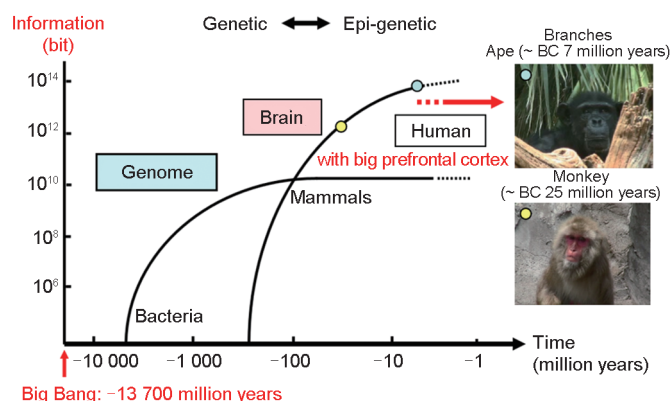 Information
(bit)
Genetic
Epi-genetic
Branches
Ape (~ BC 7 million years)
10¹⁴
10¹²
10¹⁰
10⁸
10⁶
Brain
Human
with big prefrontal cortex
Genome
Mammals
Bacteria
Monkey
(~ BC 25 million years)
−10 000
−1 000
−100
−10
−1
Time
(million years)
Big Bang: −13 700 million years